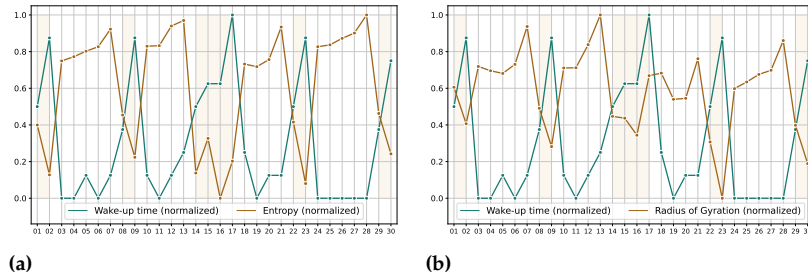 1.0
0.8
0.6
0.4
0.2
0.0
Wake-up time (normalized) Entropy (normalized)
01 02 03 04 05 06 07 08 09 10 11 12 13 14 15 16 17 18 19 20 21 22 23 24 25 26 27 28 29 30
(a)
1.0
0.8
0.6
0.4
0.2
0.0
Wake-up time (normalized) Radius of Gyration (normalized)
01 02 03 04 05 06 07 08 09 10 11 12 13 14 15 16 17 18 19 20 21 22 23 24 25 26 27 28 29 3
(b)